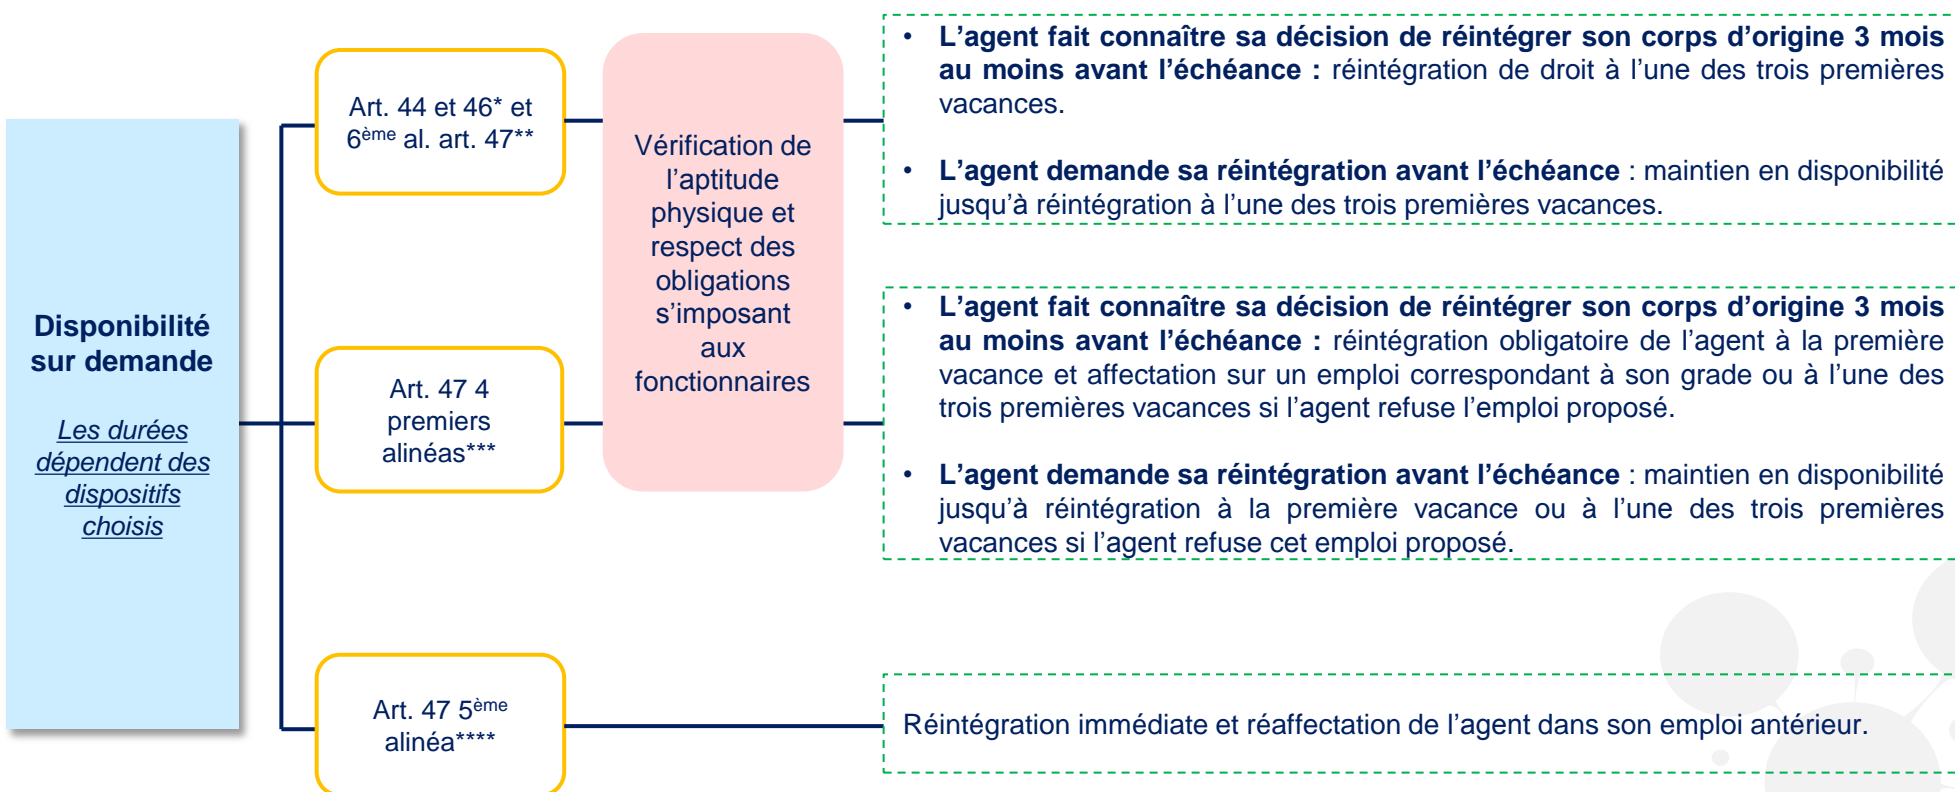 Disponibilité
sur demande
Les durées
dépendent des
dispositifs
choisis
Art. 44 et 46* et
6ème al. art. 47**
Art. 47 4
premiers
alinéas***
Art. 47 5ème
alinéa****
Vérification de
l’aptitude
physique et
respect des
obligations
s’imposant
aux
fonctionnaires
• L’agent fait connaître sa décision de réintégrer son corps d’origine 3 mois
au moins avant l’échéance : réintégration de droit à l’une des trois premières
vacances.
• L’agent demande sa réintégration avant l’échéance : maintien en disponibilité
jusqu’à réintégration à l’une des trois premières vacances.
• L’agent fait connaître sa décision de réintégrer son corps d’origine 3 mois
au moins avant l’échéance : réintégration obligatoire de l’agent à la première
vacance et affectation sur un emploi correspondant à son grade ou à l’une des
trois premières vacances si l’agent refuse l’emploi proposé.
• L’agent demande sa réintégration avant l’échéance : maintien en disponibilité
jusqu’à réintégration à la première vacance ou à l’une des trois premières
vacances si l’agent refuse cet emploi proposé.
Réintégration immédiate et réaffectation de l’agent dans son emploi antérieur.